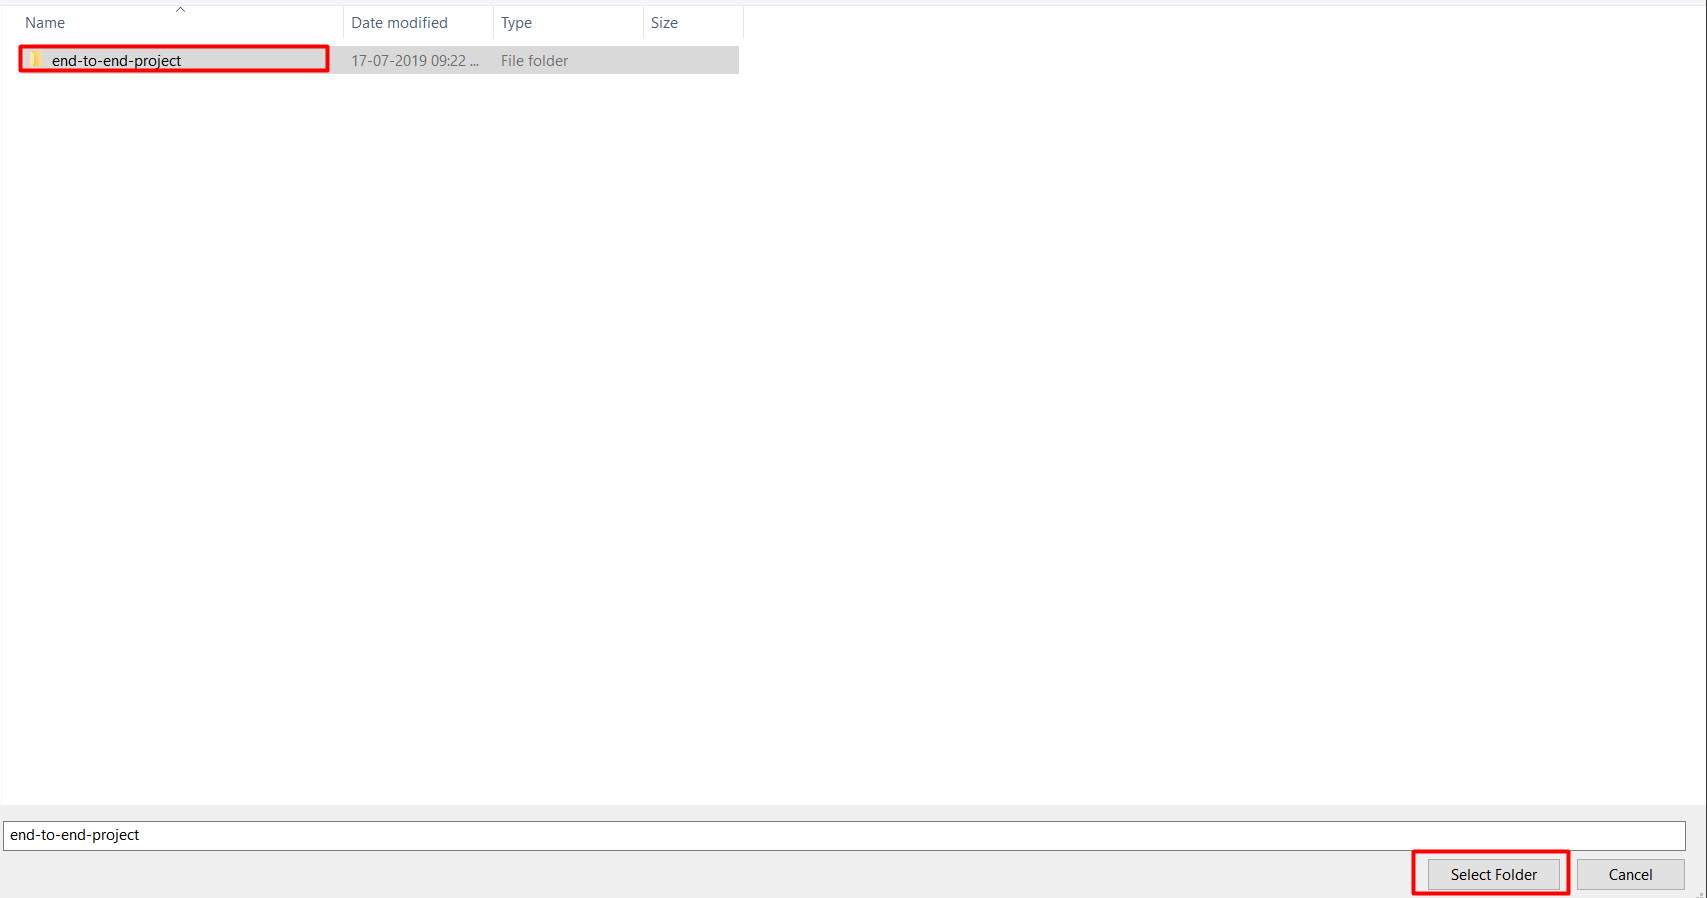 Name Date modified Type Size
end-to-end-project 17-07-2019 09:22 ... File folder
end-to-end-project
Select Folder Cancel